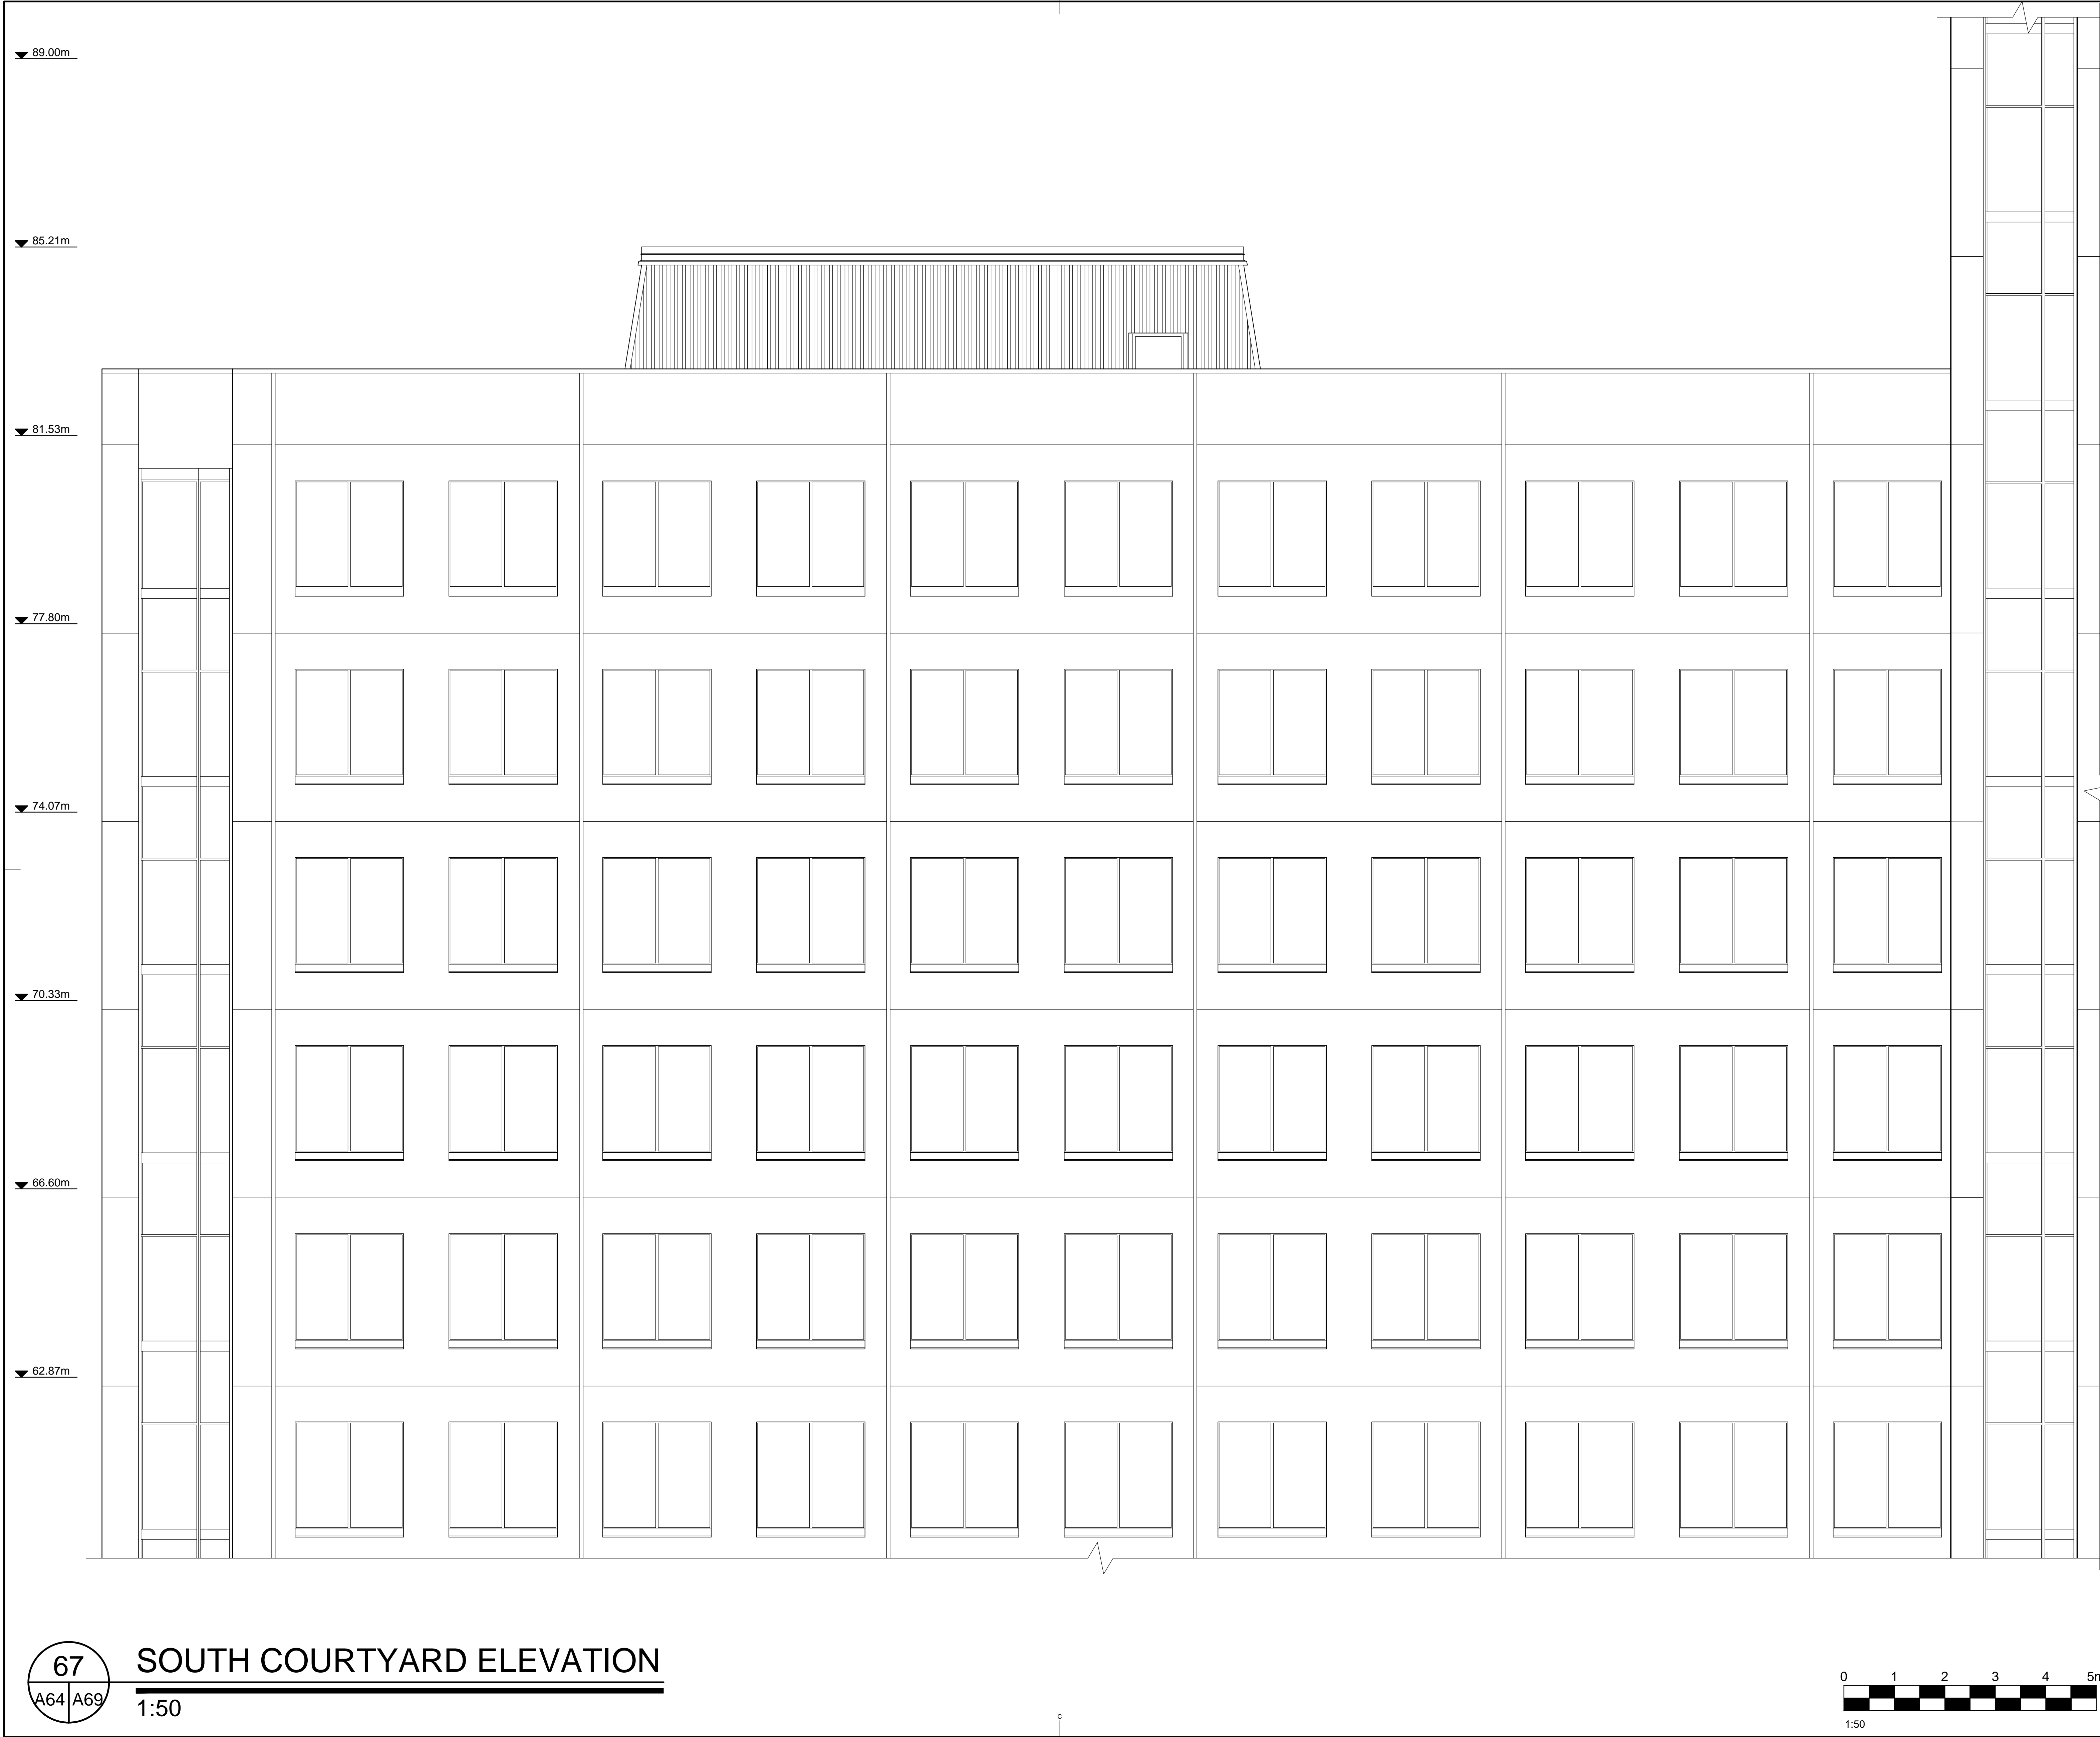 89.00m
85.21m
81.53m
77.80m
74.07m
70.33m
66.60m
62.87m
67
A64 A69
SOUTH COURTYARD ELEVATION
1:50
0 1 2 3 4 5m
1:50
C